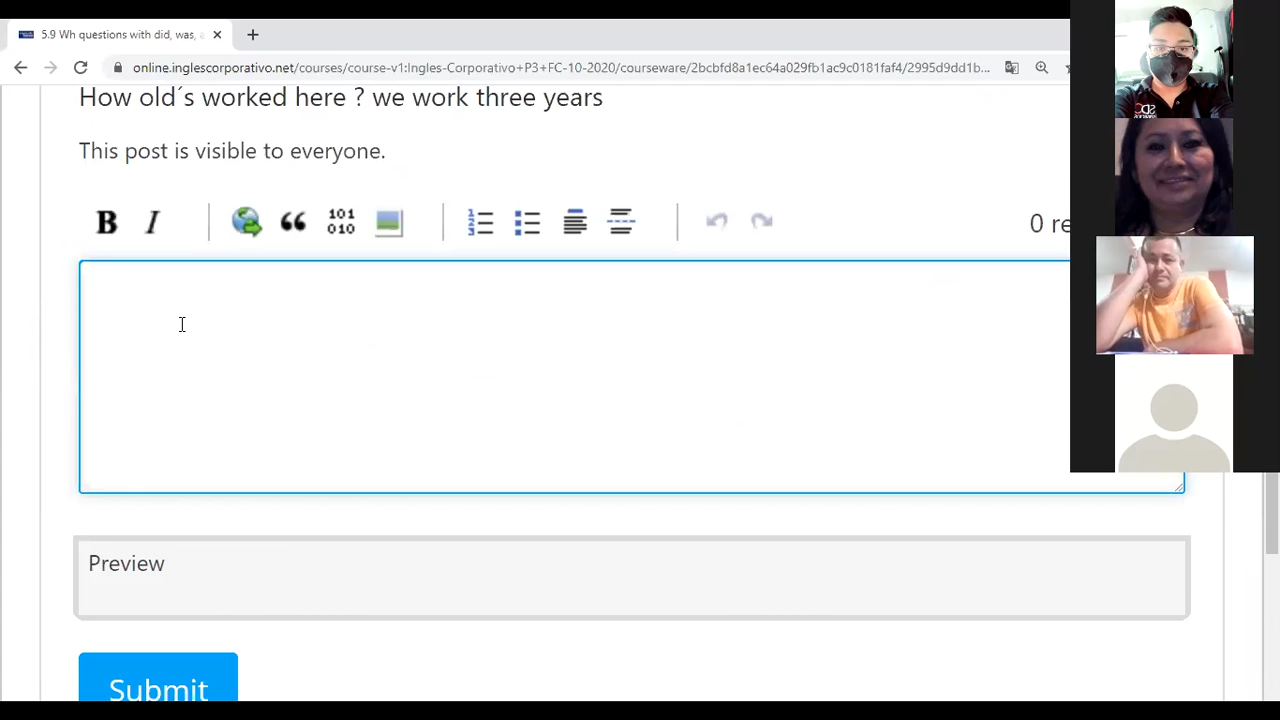 5.9 Wh questions with did, was, a
online.inglescorporativo.net/courses/course-v1:Ingles-Corporativo+P3+FC-10-2020/courseware/2bcbfd8a1ec64a029fb1ac9c0181faf4/2995d9dd1b...
How old´s worked here ? we work three years
This post is visible to everyone.
B I 101 010 0 re
Preview
Submit
SDC